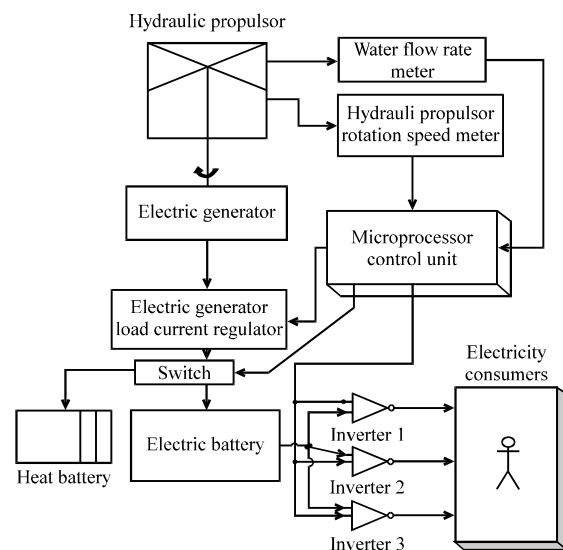 Hydraulic propulsor
Water flow rate
meter
Hydrauli propulsor
rotation speed meter
Electric generator
Microprocessor
control unit
Electric generator
load current regulator
Switch
Electricity
consumers
Heat battery
Electric battery
Inverter 1
Inverter 2
Inverter 3